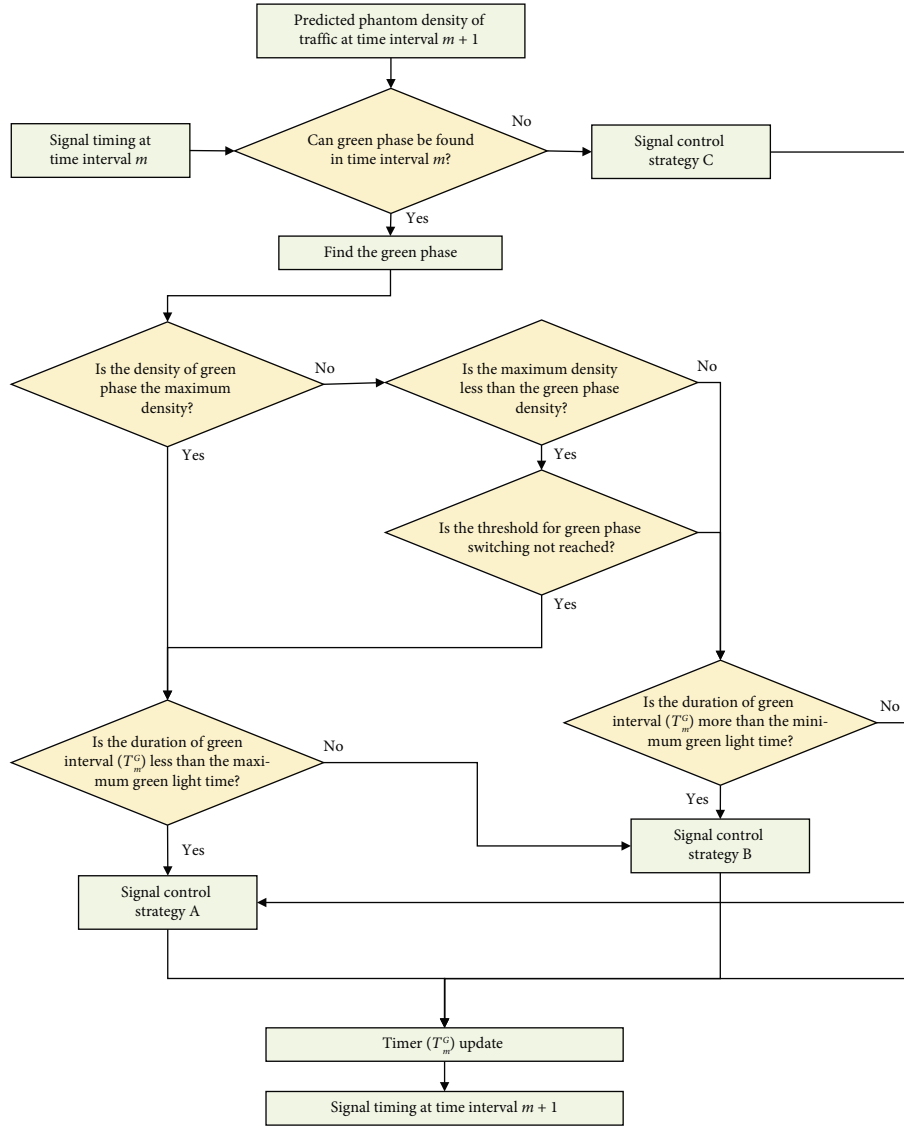 Predicted phantom density of
traffic at time interval m + 1
Signal timing at
time interval m
Can green phase be found
in time interval m?
No
Signal control
strategy C
Yes
Find the green phase
Is the density of green
phase the maximum
density?
No
Is the maximum density
less than the green phase
density?
No
Yes
Yes
Is the threshold for green phase
switching not reached?
Yes
Is the duration of green
interval (T_m^G) less than the maxi-
mum green light time?
No
Is the duration of green
interval (T_m^G) more than the mini-
mum green light time?
No
Yes
Yes
Signal control
strategy B
Signal control
strategy A
Timer (T_m^G) update
Signal timing at time interval m + 1